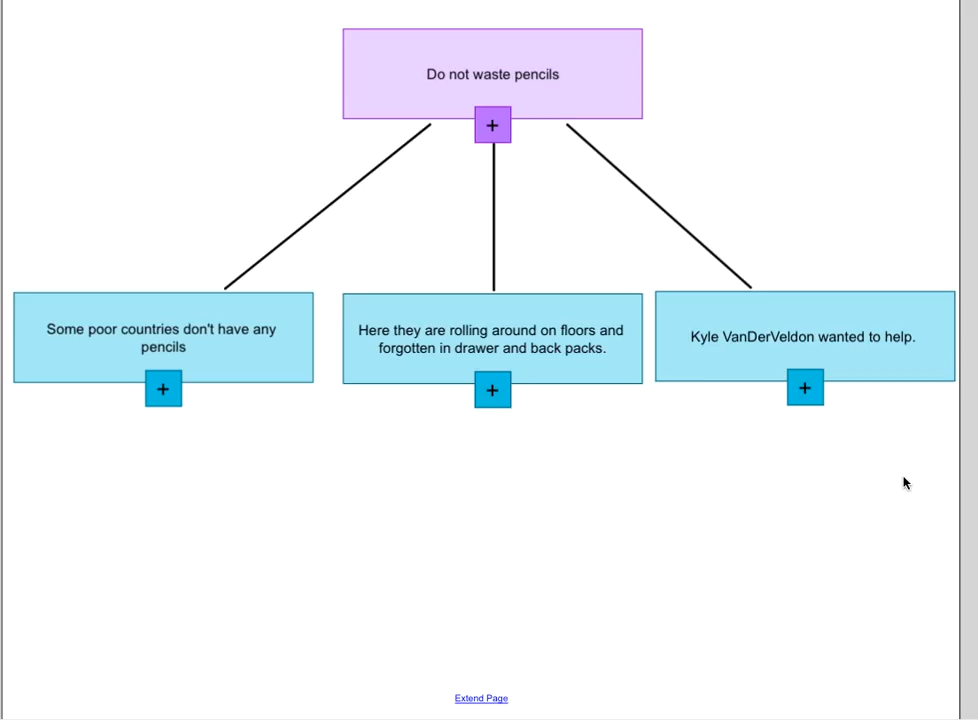 Do not waste pencils
+
Some poor countries don't have any
pencils
+
Here they are rolling around on floors and
forgotten in drawer and back packs.
+
Kyle VanDerVeldon wanted to help.
+
Extend Page